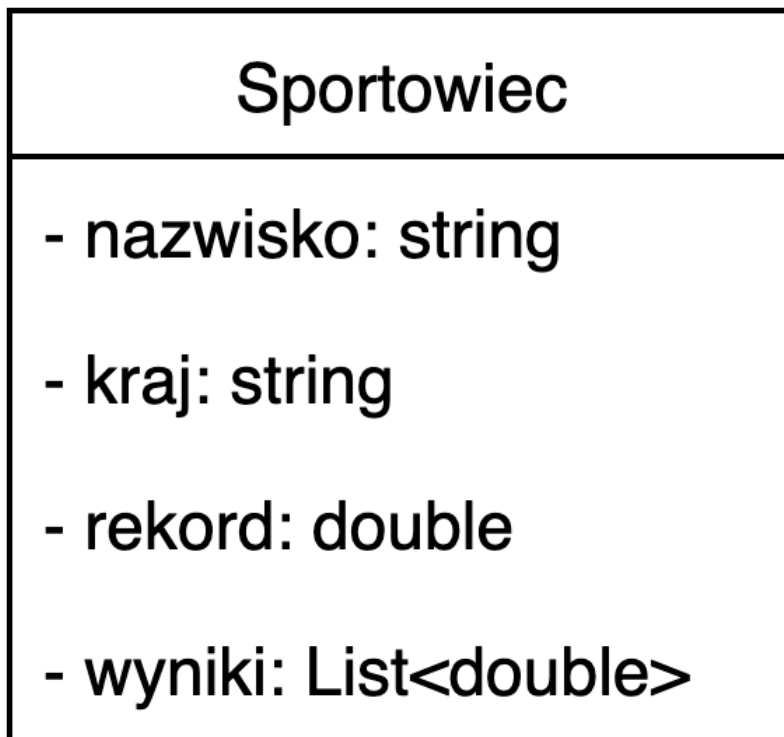 Sportowiec
- nazwisko: string
- kraj: string
- rekord: double
- wyniki: List<double>